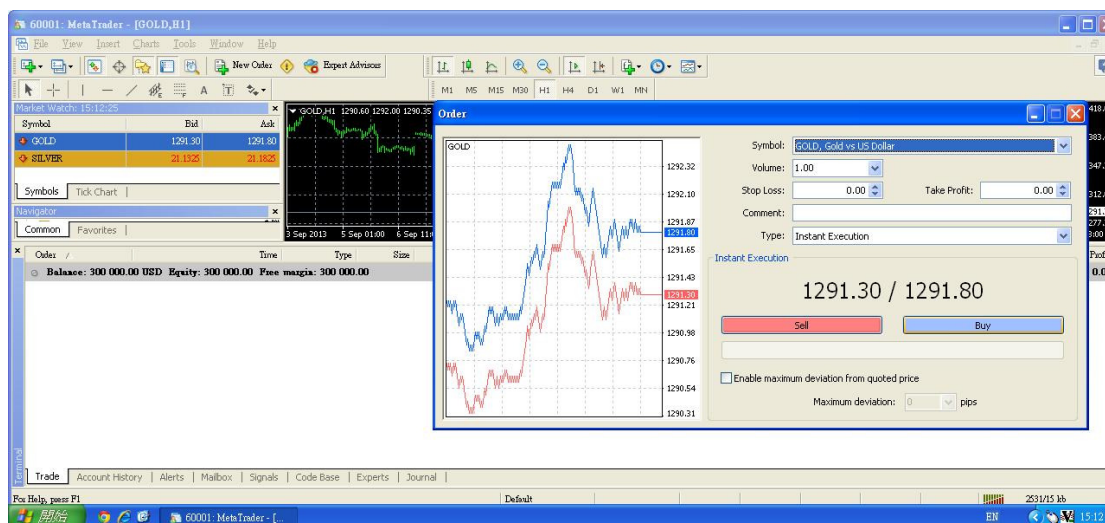 60001: MetaTrader - [GOLD,H1]
File View Insert Charts Tools Window Help
New Order Expert Advisors
A T
M1 M5 M15 M30 H1 H4 D1 W1 MN
Market Watch: 15:12:25
Symbol Bid Ask
GOLD 1291.30 1291.80
SILVER 21.1325 21.1825
Symbols Tick Chart
Navigator
Common Favorites
GOLD,H1 1290.60 1292.00 1290.35
3 Sep 2013 5 Sep 01:00 6 Sep 11:
Order
GOLD
1292.32
1292.10
1291.87
1291.80
1291.65
1291.43
1291.30
1291.21
1290.98
1290.76
1290.54
1290.31
Symbol: GOLD, Gold vs US Dollar
Volume: 1.00
Stop Loss: 0.00 Take Profit: 0.00
Comment:
Type: Instant Execution
Instant Execution
1291.30 / 1291.80
Sell Buy
Enable maximum deviation from quoted price
Maximum deviation: 0 pips
Order / Time Type Size
Balance: 300 000.00 USD Equity: 300 000.00 Free margin: 300 000.00
Terminal
Trade Account History Alerts Mailbox Signals Code Base Experts Journal
For Help, press F1 Default 2531/15 kb
開始 60001: MetaTrader - [... EN 15:12